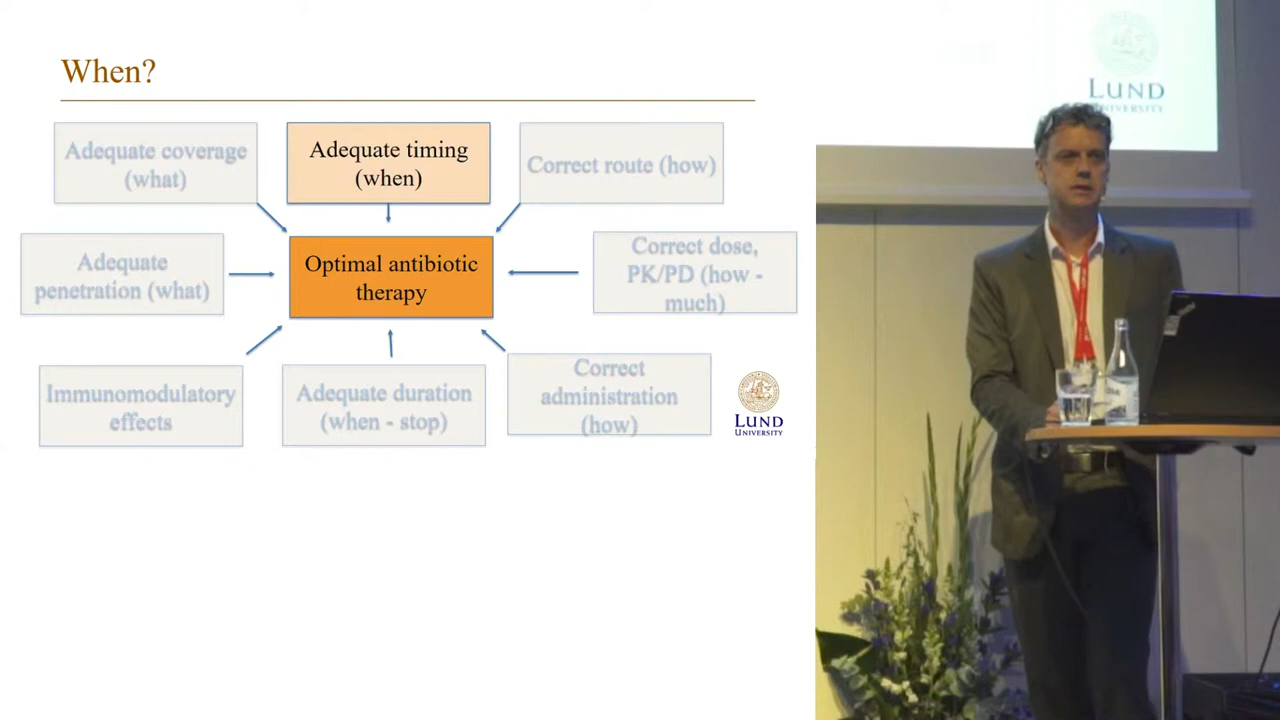 When?
Adequate coverage
(what)
Adequate timing
(when)
Correct route (how)
Adequate
penetration (what)
Optimal antibiotic
therapy
Correct dose,
PK/PD (how -
much)
Immunomodulatory
effects
Adequate duration
(when - stop)
Correct
administration
(how)
LUND
UNIVERSITY
LUND
UNIVERSITY